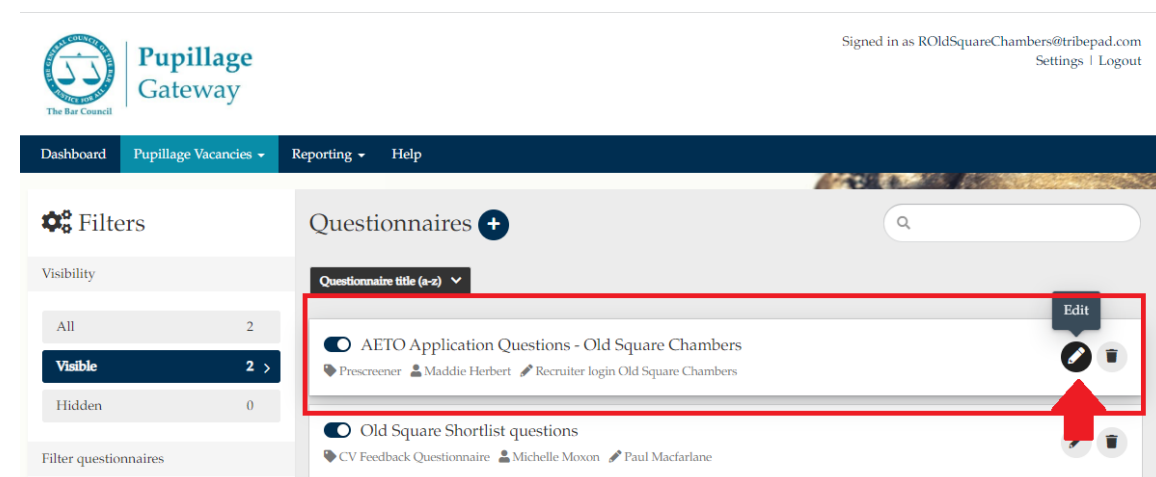 Signed in as ROldSquareChambers@tribepad.com
Settings | Logout
Pupillage
Gateway
The Bar Council
Dashboard Pupillage Vacancies Reporting Help
Filters
Questionnaires
Visibility
Questionnaire title (a-z)
Edit
All 2
Visible 2
Hidden 0
AETO Application Questions - Old Square Chambers
Prescreener Maddie Herbert Recruiter login Old Square Chambers
Old Square Shortlist questions
CV Feedback Questionnaire Michelle Moxon Paul Macfarlane
Filter questionnaires